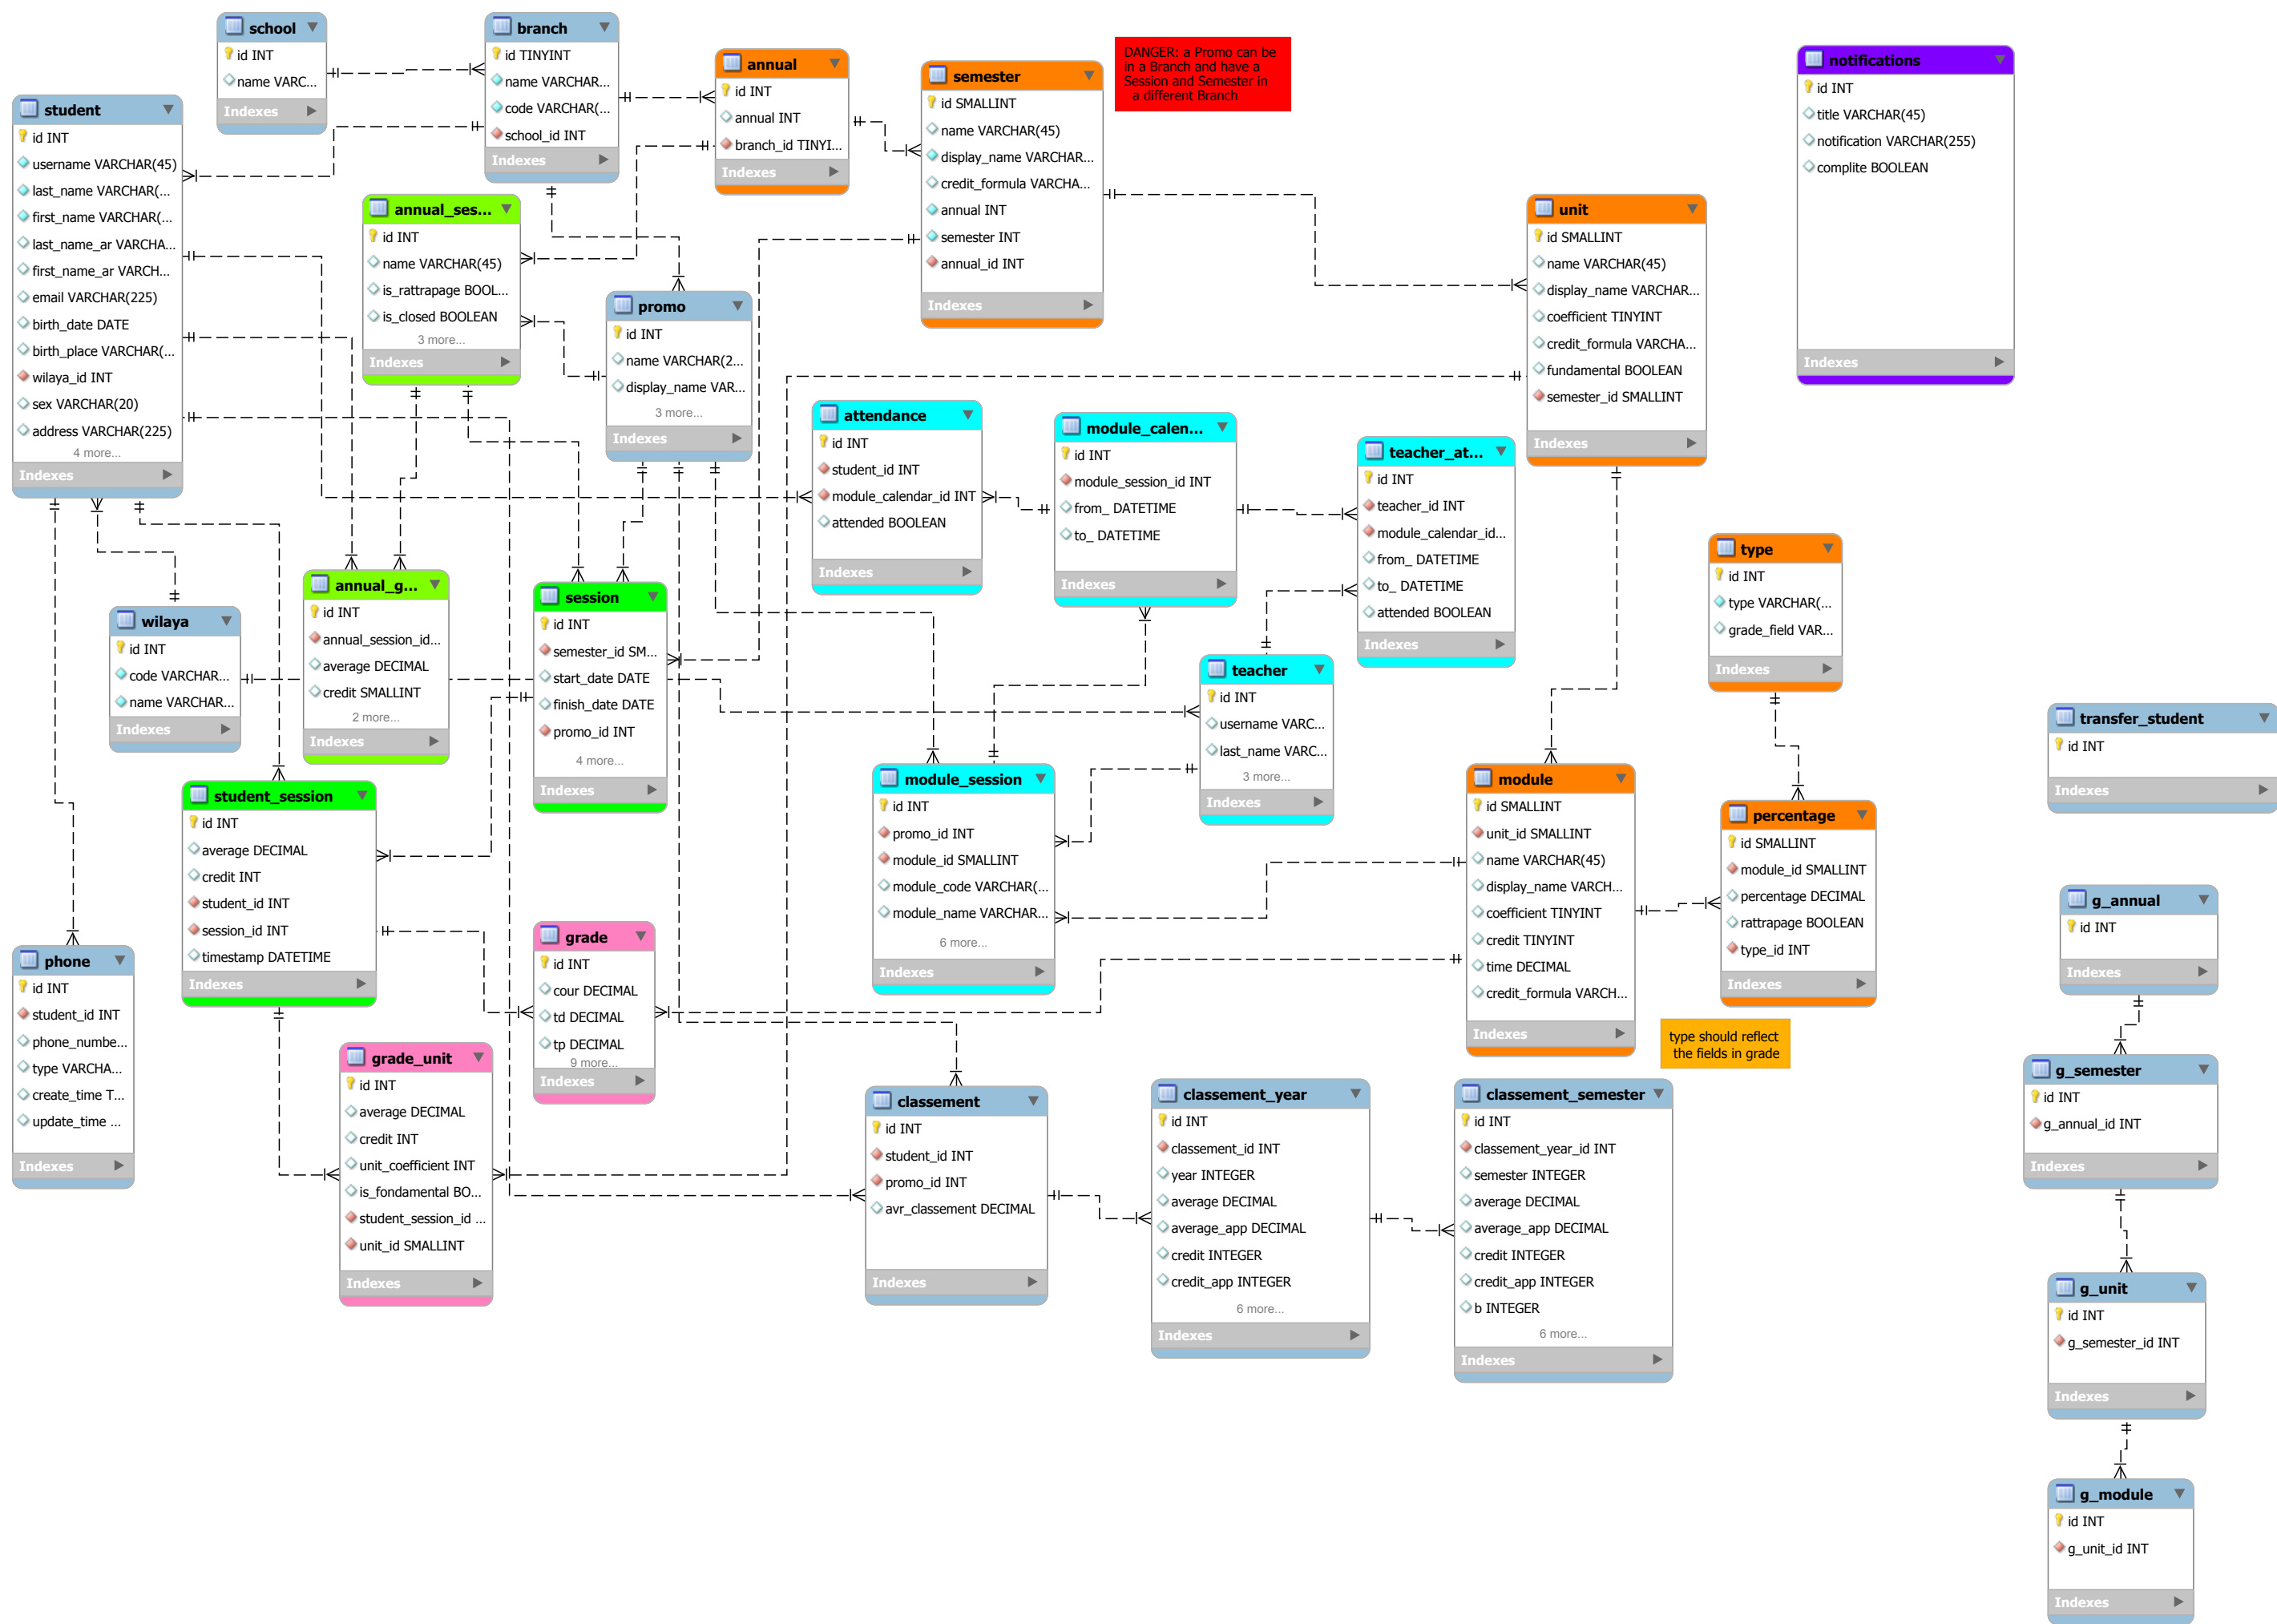 school
id INT
name VARC...
Indexes
branch
id TINYINT
name VARCHAR...
code VARCHAR(...
school_id INT
Indexes
annual
id INT
annual INT
branch_id TINYI...
Indexes
semester
id SMALLINT
name VARCHAR(45)
display_name VARCHAR...
credit_formula VARCHA...
annual INT
semester INT
annual_id INT
Indexes
DANGER: a Promo can be
in a Branch and have a
Session and Semester in
a different Branch
notifications
id INT
title VARCHAR(45)
notification VARCHAR(255)
complite BOOLEAN
Indexes
student
id INT
username VARCHAR(45)
last_name VARCHAR(...
first_name VARCHAR(...
last_name_ar VARCHA...
first_name_ar VARCH...
email VARCHAR(225)
birth_date DATE
birth_place VARCHAR(...
wilaya_id INT
sex VARCHAR(20)
address VARCHAR(225)
4 more...
Indexes
annual_ses...
id INT
name VARCHAR(45)
is_rattrapage BOOL...
is_closed BOOLEAN
3 more...
Indexes
promo
id INT
name VARCHAR(2...
display_name VAR...
3 more...
Indexes
unit
id SMALLINT
name VARCHAR(45)
display_name VARCHAR...
coefficient TINYINT
credit_formula VARCHA...
fundamental BOOLEAN
semester_id SMALLINT
Indexes
attendance
id INT
student_id INT
module_calendar_id INT
attended BOOLEAN
Indexes
module_calen...
id INT
module_session_id INT
from_ DATETIME
to_ DATETIME
Indexes
teacher_at...
id INT
teacher_id INT
module_calendar_id...
from_ DATETIME
to_ DATETIME
attended BOOLEAN
Indexes
type
id INT
type VARCHAR(...
grade_field VAR...
Indexes
wilaya
id INT
code VARCHAR...
name VARCHAR...
Indexes
annual_g...
id INT
annual_session_id...
average DECIMAL
credit SMALLINT
2 more...
Indexes
session
id INT
semester_id SM...
start_date DATE
finish_date DATE
promo_id INT
4 more...
Indexes
teacher
id INT
username VARC...
last_name VARC...
3 more...
Indexes
transfer_student
id INT
Indexes
student_session
id INT
average DECIMAL
credit INT
student_id INT
session_id INT
timestamp DATETIME
Indexes
module_session
id INT
promo_id INT
module_id SMALLINT
module_code VARCHAR(...
module_name VARCHAR...
6 more...
Indexes
module
id SMALLINT
unit_id SMALLINT
name VARCHAR(45)
display_name VARCH...
coefficient TINYINT
credit TINYINT
time DECIMAL
credit_formula VARCH...
Indexes
percentage
id SMALLINT
module_id SMALLINT
percentage DECIMAL
rattrapage BOOLEAN
type_id INT
Indexes
type should reflect
the fields in grade
g_annual
id INT
Indexes
phone
id INT
student_id INT
phone_numbe...
type VARCHA...
create_time T...
update_time ...
Indexes
grade
id INT
cour DECIMAL
td DECIMAL
tp DECIMAL
9 more...
Indexes
grade_unit
id INT
average DECIMAL
credit INT
unit_coefficient INT
is_fondamental BO...
student_session_id ...
unit_id SMALLINT
Indexes
classement
id INT
student_id INT
promo_id INT
avr_classement DECIMAL
Indexes
classement_year
id INT
classement_id INT
year INTEGER
average DECIMAL
average_app DECIMAL
credit INTEGER
credit_app INTEGER
6 more...
Indexes
classement_semester
id INT
classement_year_id INT
semester INTEGER
average DECIMAL
average_app DECIMAL
credit INTEGER
credit_app INTEGER
b INTEGER
6 more...
Indexes
g_semester
id INT
g_annual_id INT
Indexes
g_unit
id INT
g_semester_id INT
Indexes
g_module
id INT
g_unit_id INT
Indexes